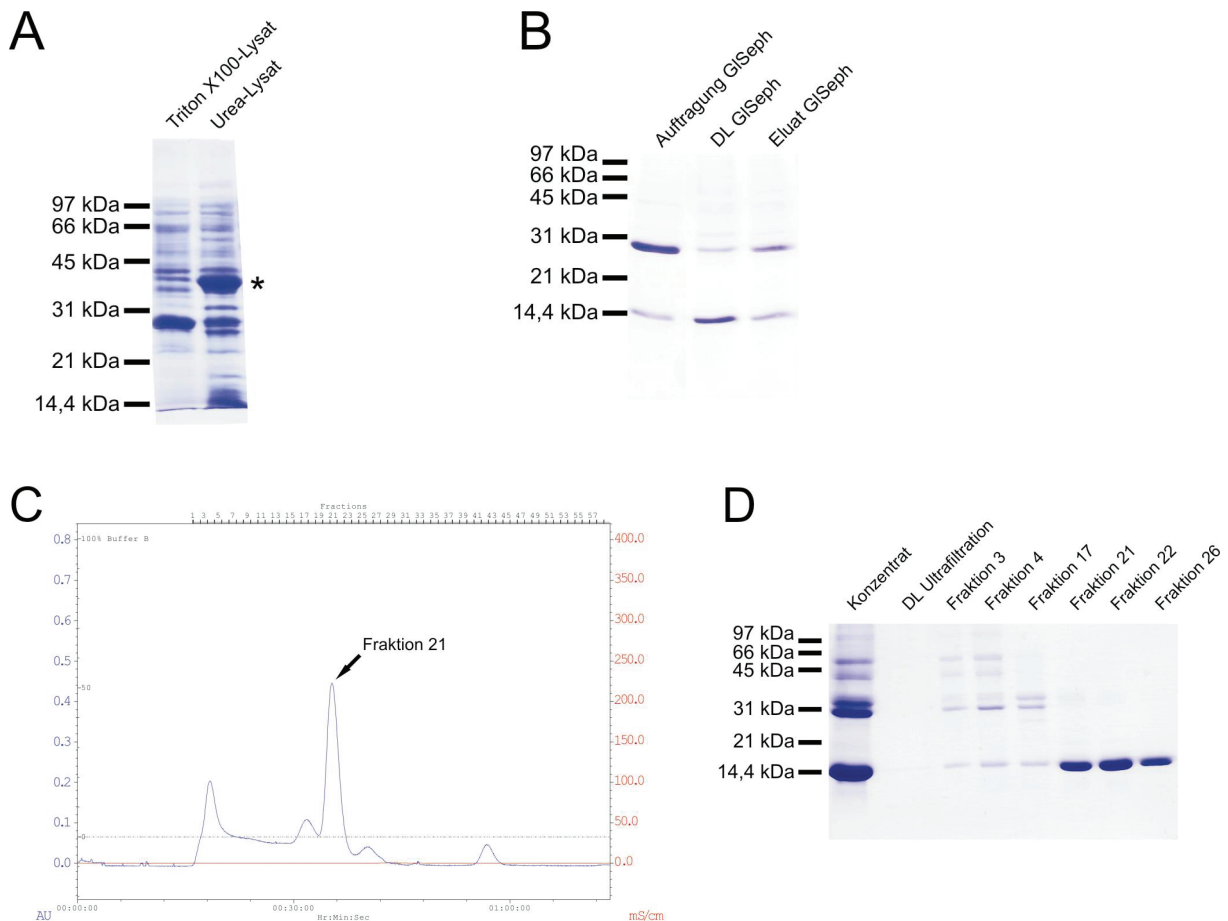 A
Triton X100-Lysat
Urea-Lysat
97 kDa
66 kDa
45 kDa
*
31 kDa
21 kDa
14,4 kDa
B
Auftragung GlSeph
DL GlSeph
Eluat GlSeph
97 kDa
66 kDa
45 kDa
31 kDa
21 kDa
14,4 kDa
C
Fractions
1 3 5 7 9 11 13 15 17 19 21 23 25 27 29 31 33 35 37 39 41 43 45 47 49 51 53 55 57
100% Buffer B
0.8 400.0
0.7 350.0
0.6 300.0
0.5 250.0
Fraktion 21
50
0.4 200.0
0.3 150.0
0.2 100.0
0.1 50.0
0
0.0 0.0
00:00:00 00:30:00 01:00:00
AU Hr:Min:Sec mS/cm
D
Konzentrat
DL Ultrafiltration
Fraktion 3
Fraktion 4
Fraktion 17
Fraktion 21
Fraktion 22
Fraktion 26
97 kDa
66 kDa
45 kDa
31 kDa
21 kDa
14,4 kDa